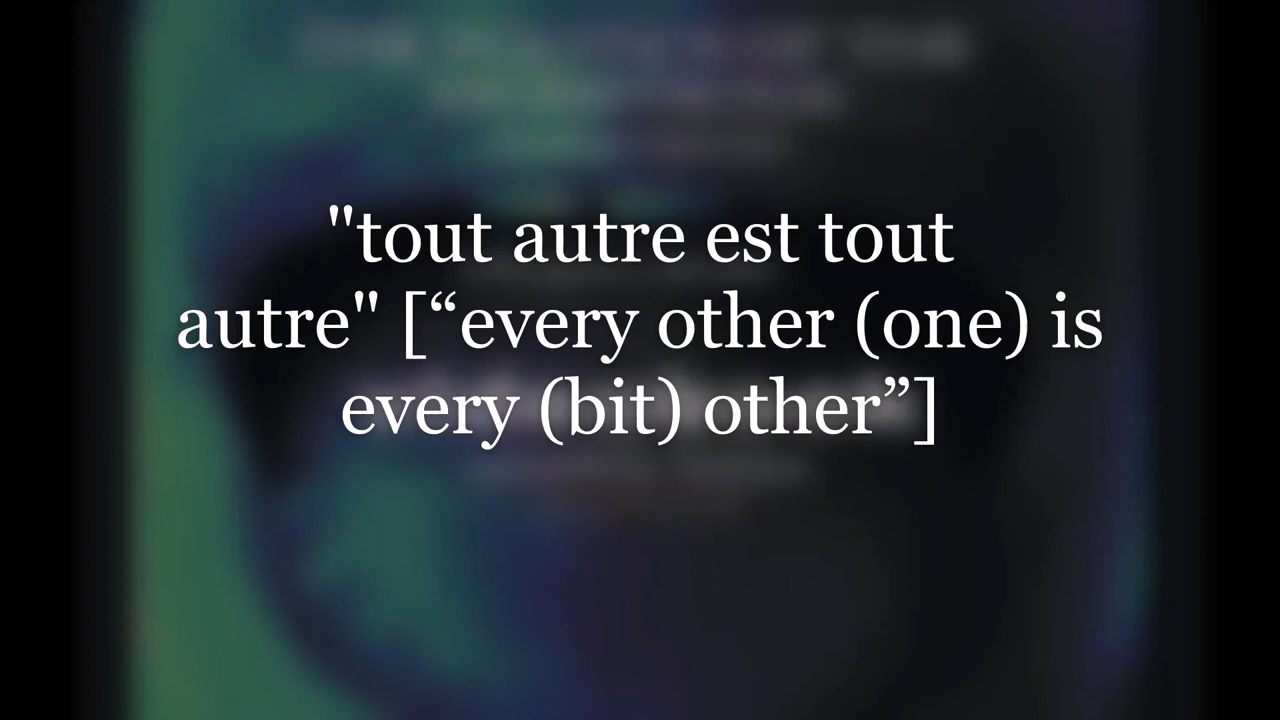 "tout autre est tout
autre" [“every other (one) is
every (bit) other”]